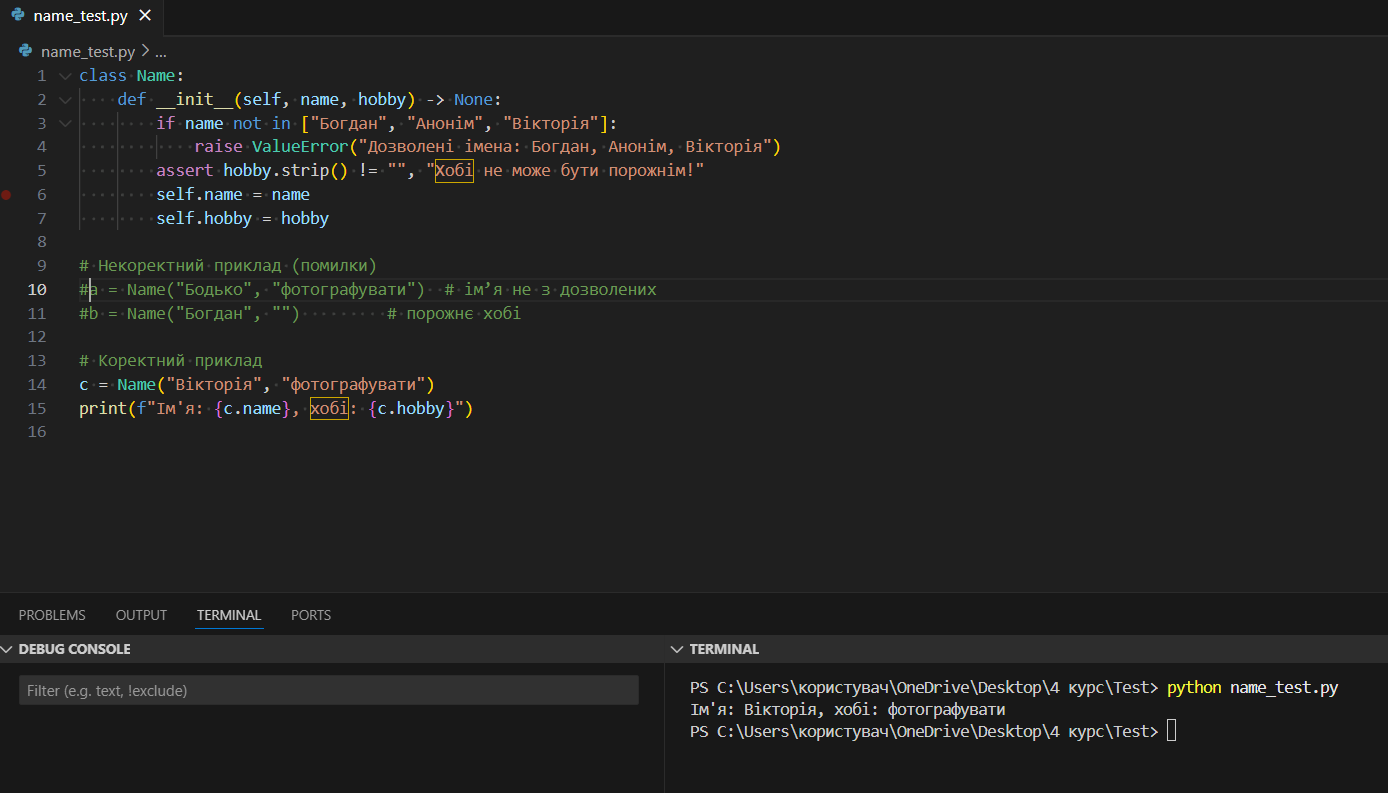 name_test.py
name_test.py > ...
1 class Name:
2 def __init__(self, name, hobby) -> None:
3 if name not in ["Богдан", "Анонім", "Вікторія"]:
4 raise ValueError("Дозволені імена: Богдан, Анонім, Вікторія")
5 assert hobby.strip() != "", "Хобі не може бути порожнім!"
6 self.name = name
7 self.hobby = hobby
8
9 # Некоректний приклад (помилки)
10 #a = Name("Бодько", "фотографувати") # ім’я не з дозволених
11 #b = Name("Богдан", "") # порожнє хобі
12
13 # Коректний приклад
14 c = Name("Вікторія", "фотографувати")
15 print(f"Ім'я: {c.name}, хобі: {c.hobby}")
16
PROBLEMS OUTPUT TERMINAL PORTS
DEBUG CONSOLE
Filter (e.g. text, !exclude)
TERMINAL
PS C:\Users\користувач\OneDrive\Desktop\4 курс\Test> python name_test.py
Ім'я: Вікторія, хобі: фотографувати
PS C:\Users\користувач\OneDrive\Desktop\4 курс\Test>